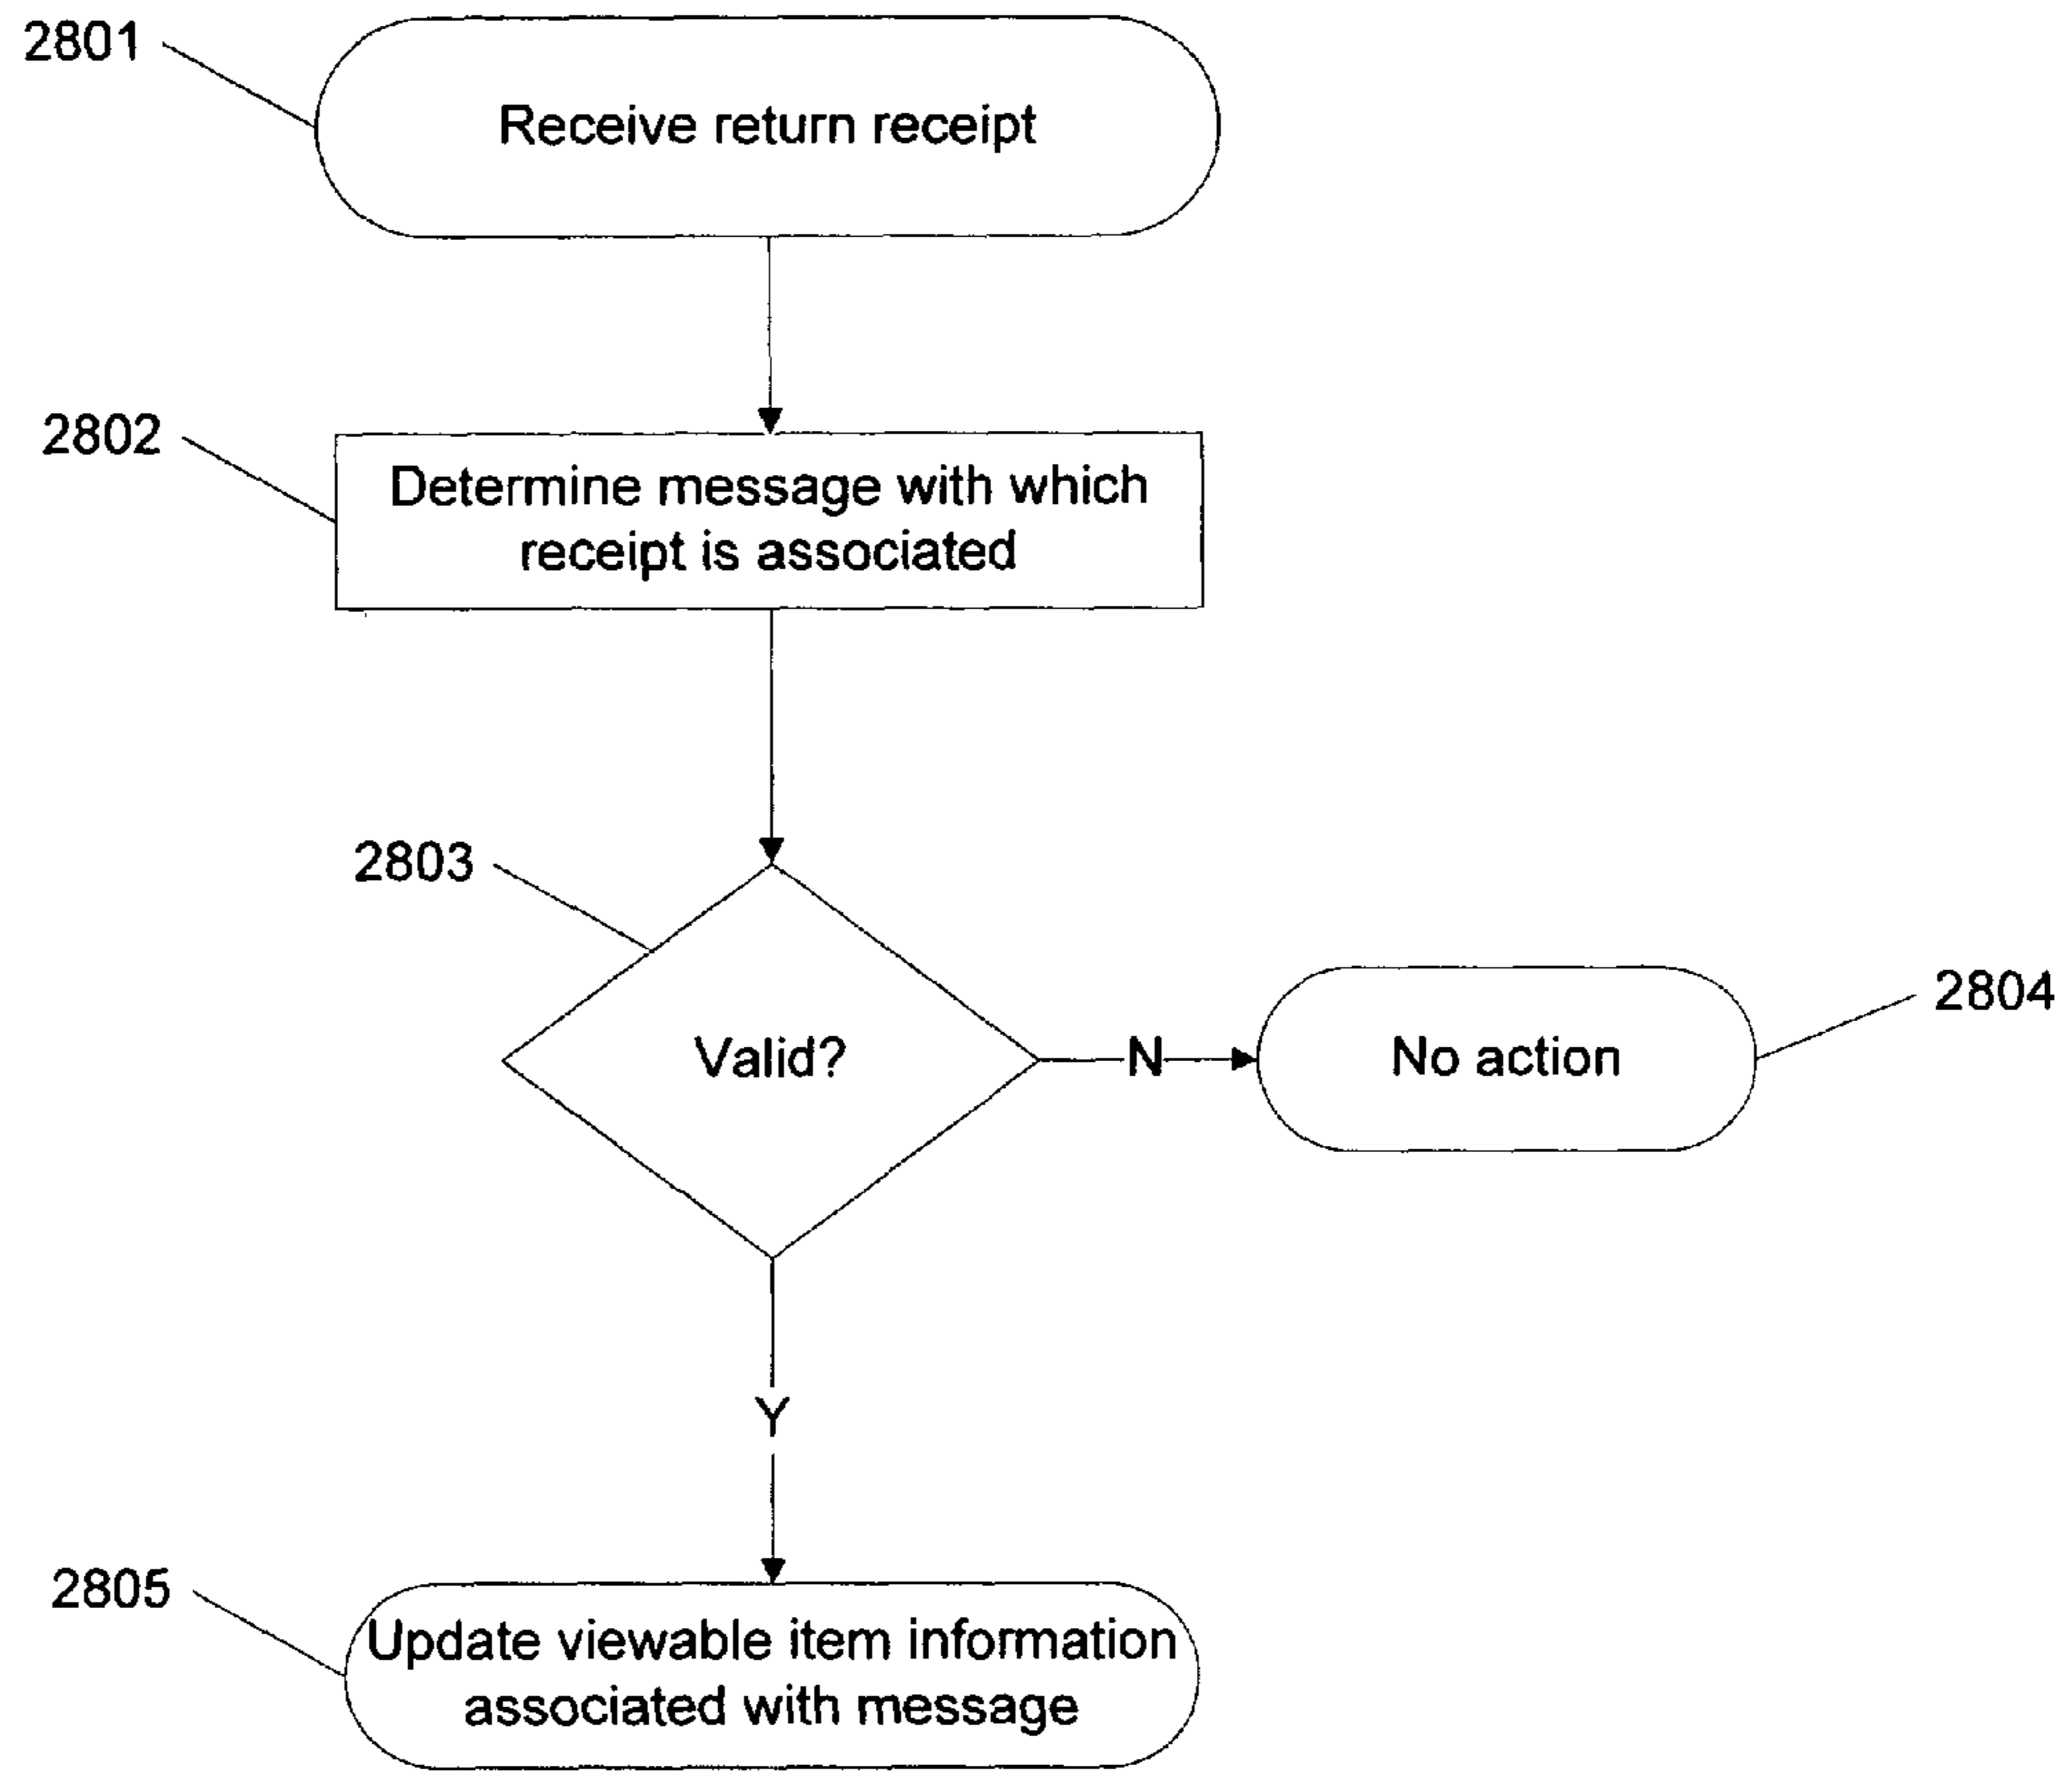 2801
Receive return receipt
2802
Determine message with which
receipt is associated
2803
Valid?
N
No action
2804
Y
2805
Update viewable item information
associated with message